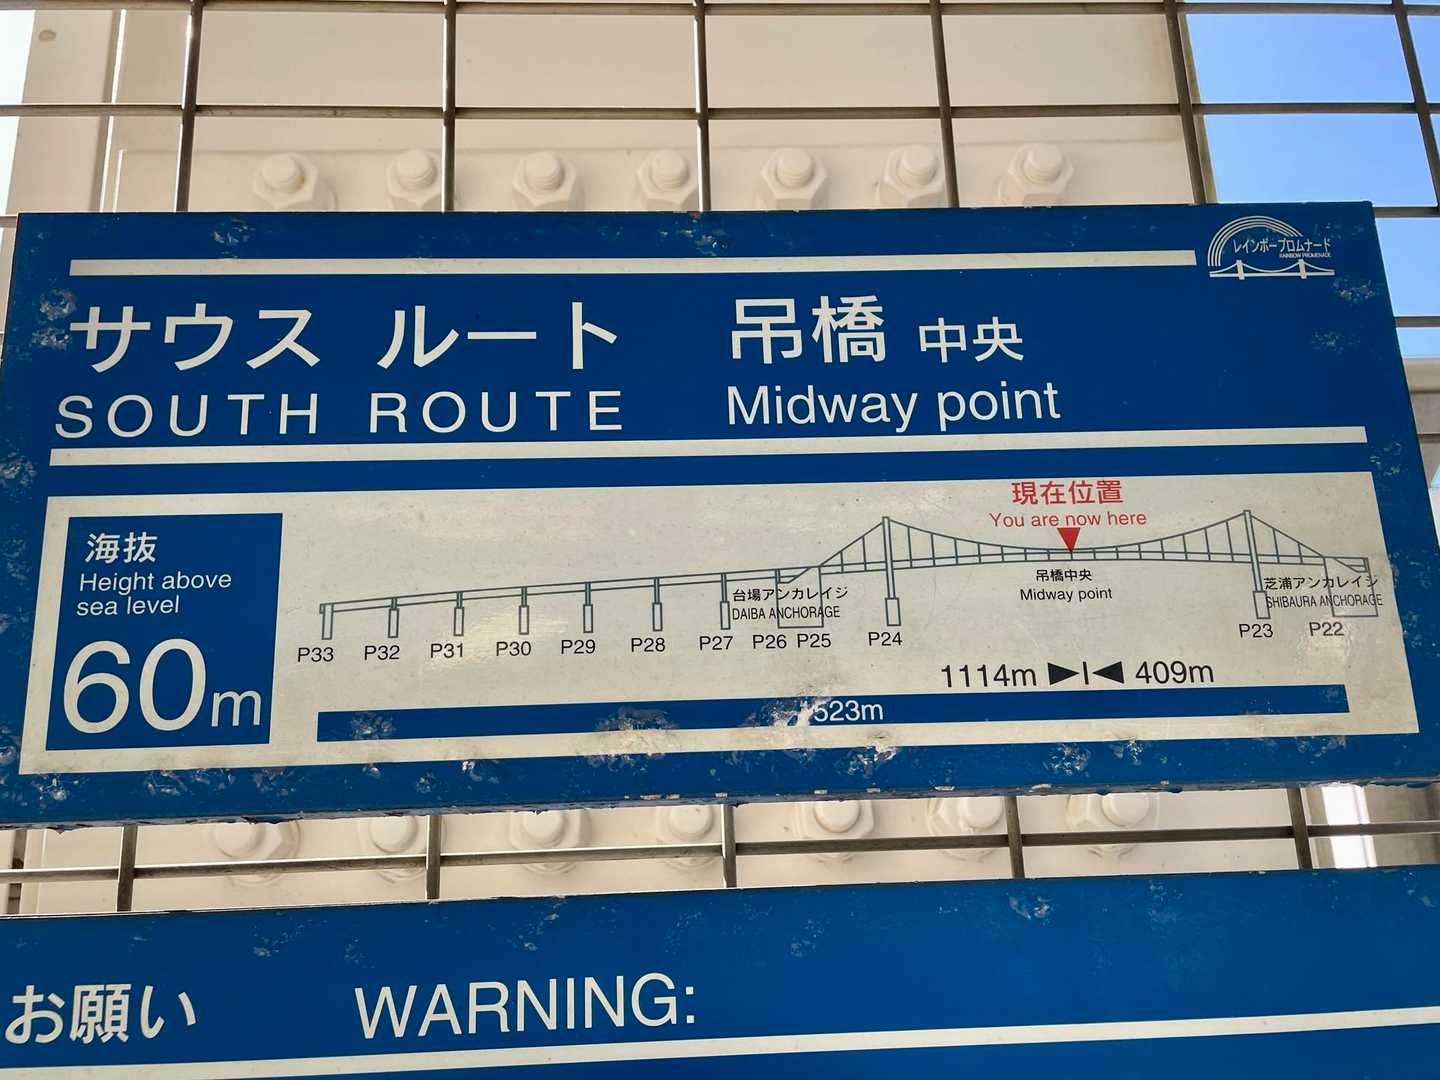 レインボープロムナード
RAINBOW PROMENADE
サウス ルート 吊橋 中央
SOUTH ROUTE Midway point
海抜
Height above
sea level
60m
現在位置
You are now here
吊橋中央
Midway point
台場アンカレイジ
DAIBA ANCHORAGE
芝浦アンカレイジ
SHIBAURA ANCHORAGE
P33 P32 P31 P30 P29 P28 P27 P26 P25 P24 P23 P22
1114m ▶|◀ 409m
1523m
お願い WARNING: